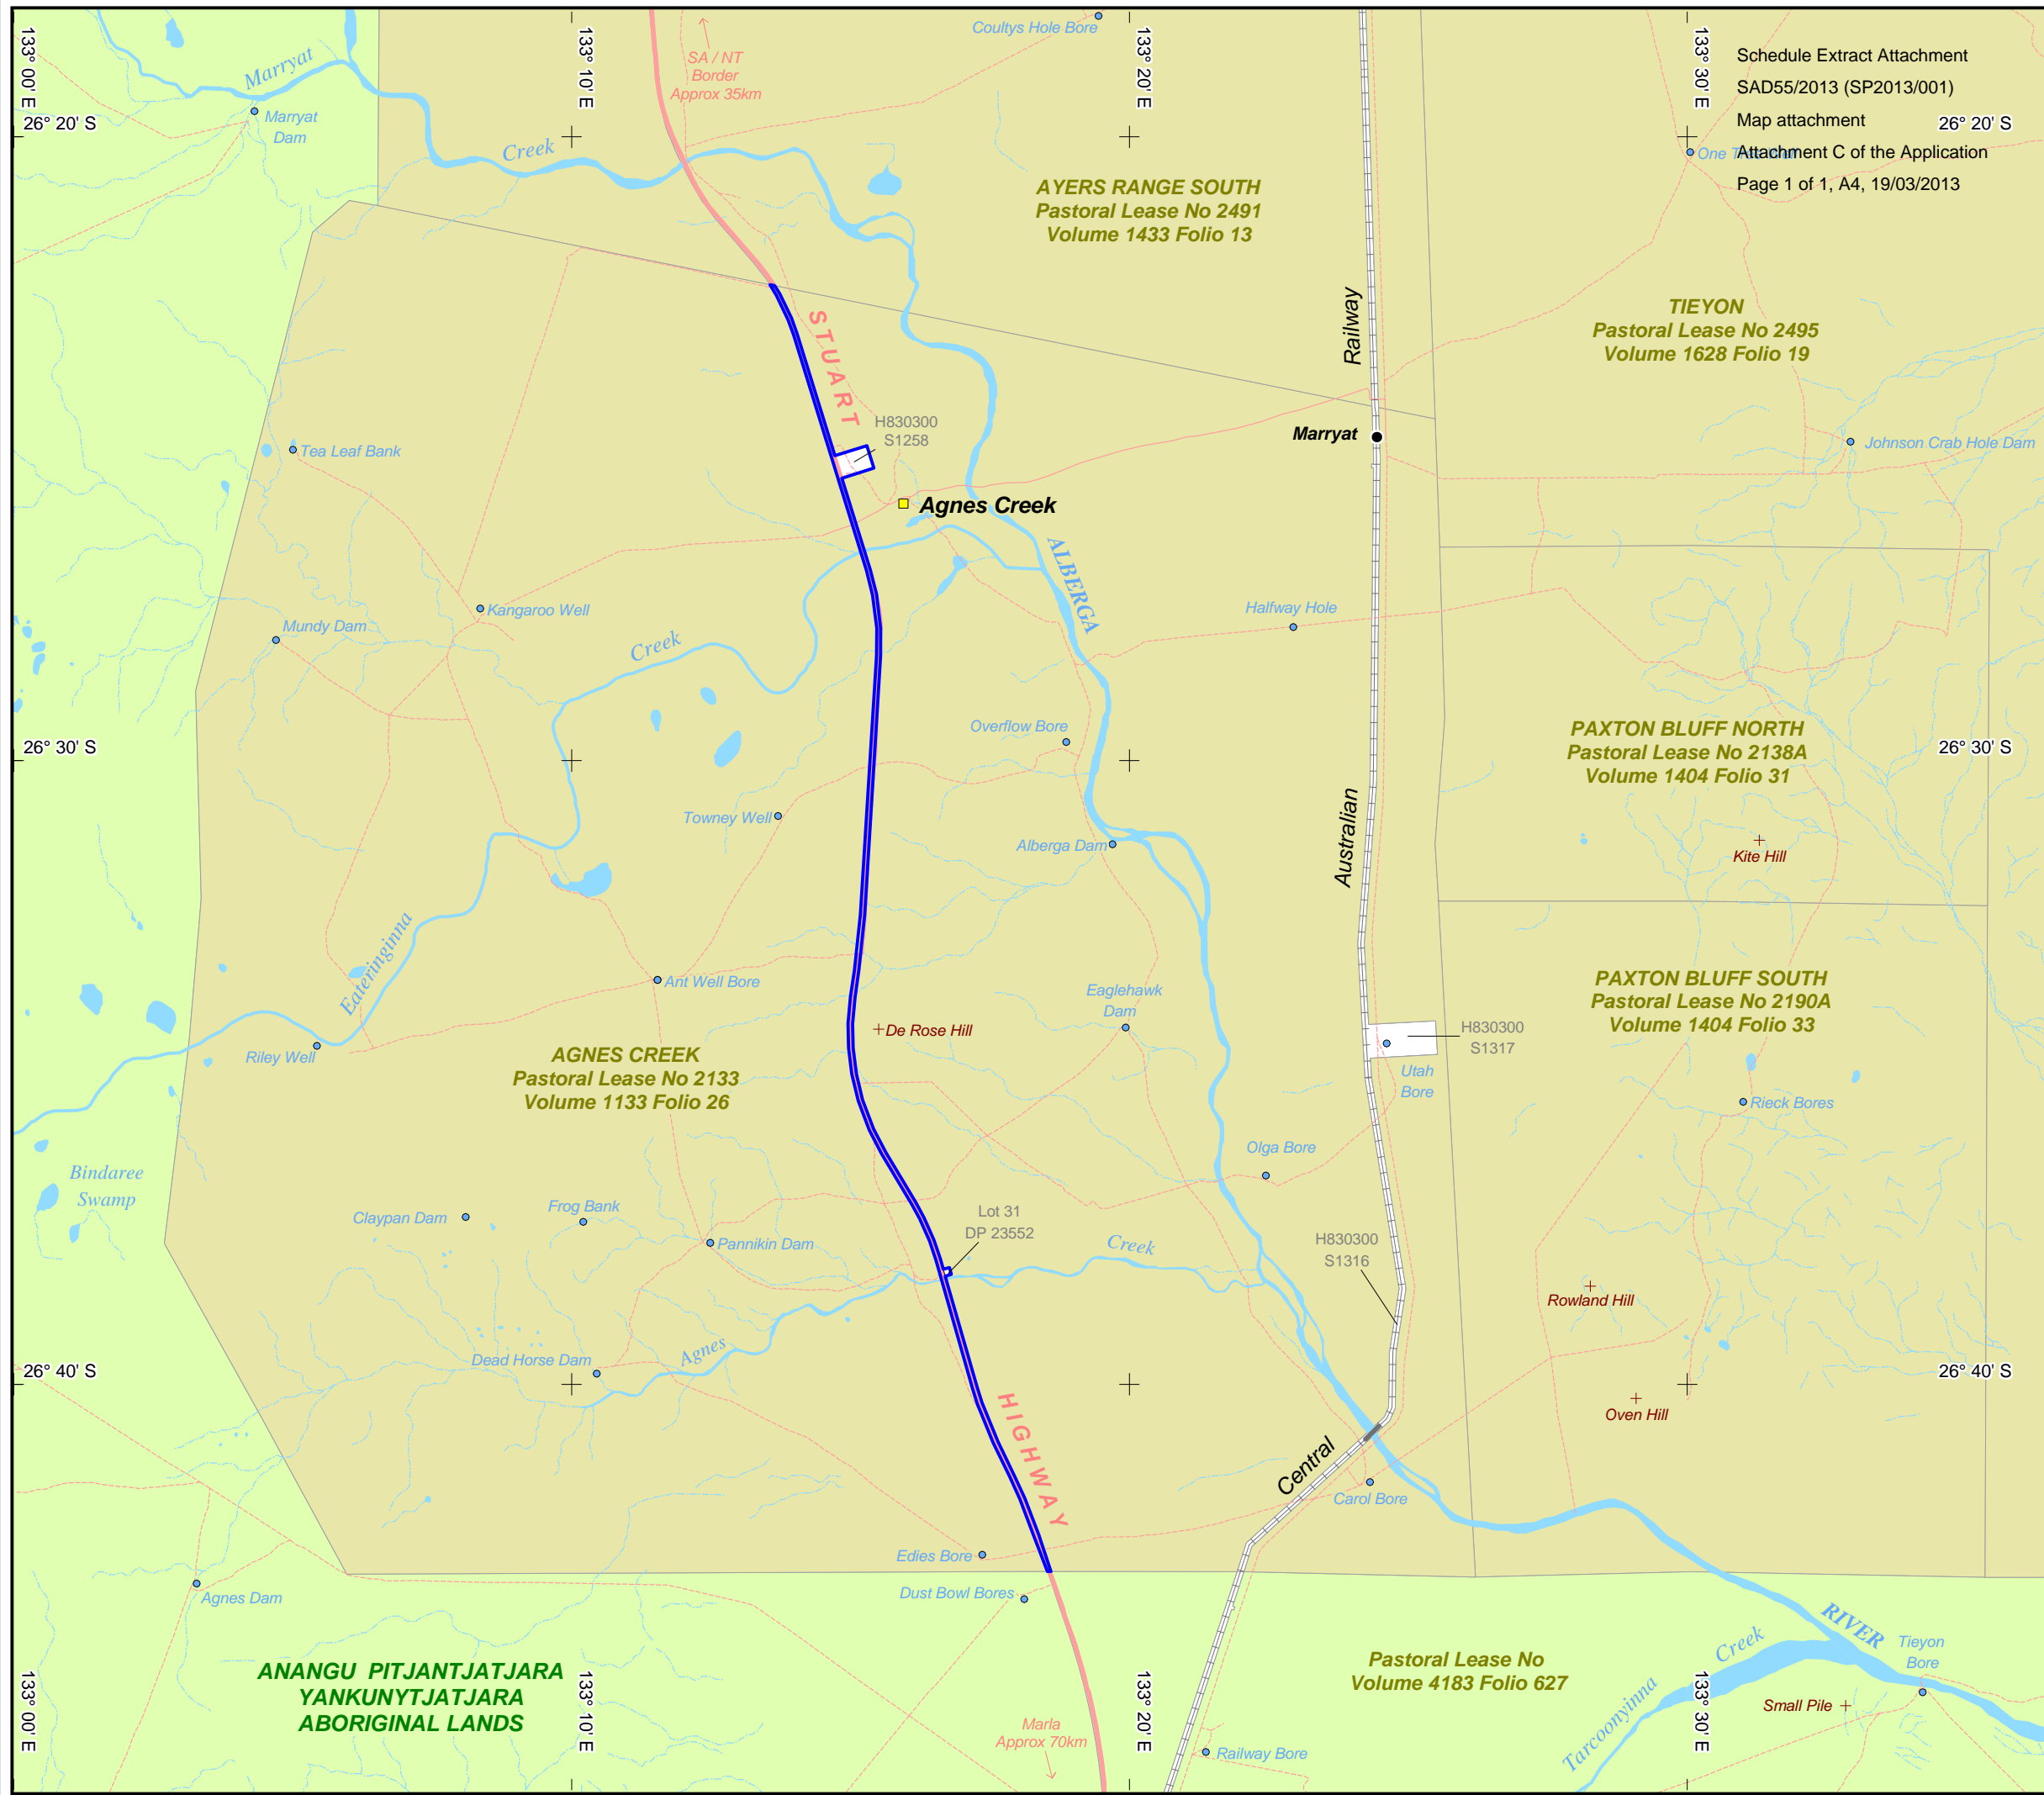 133° 00' E
133° 10' E
133° 20' E
133° 30' E
Schedule Extract Attachment
SAD55/2013 (SP2013/001)
Map attachment
Attachment C of the Application
Page 1 of 1, A4, 19/03/2013
26° 20' S
26° 20' S
Marryat
Creek
Marryat
Dam
SA / NT
Border
Approx 35km
Coultys Hole Bore
One
AYERS RANGE SOUTH
Pastoral Lease No 2491
Volume 1433 Folio 13
TIEYON
Pastoral Lease No 2495
Volume 1628 Folio 19
Railway
STUART
H830300
S1258
Marryat
Johnson Crab Hole Dam
Tea Leaf Bank
Agnes Creek
ALBERGA
Kangaroo Well
Mundy Dam
Creek
Halfway Hole
26° 30' S
26° 30' S
Overflow Bore
PAXTON BLUFF NORTH
Pastoral Lease No 2138A
Volume 1404 Folio 31
Towney Well
Alberga Dam
Australian
Kite Hill
Eateringinna
Ant Well Bore
Eaglehawk
Dam
PAXTON BLUFF SOUTH
Pastoral Lease No 2190A
Volume 1404 Folio 33
De Rose Hill
H830300
S1317
Riley Well
AGNES CREEK
Pastoral Lease No 2133
Volume 1133 Folio 26
Utah
Bore
Rieck Bores
Bindaree
Swamp
Olga Bore
Claypan Dam
Frog Bank
Pannikin Dam
Lot 31
DP 23552
Creek
H830300
S1316
Rowland Hill
Agnes
Dead Horse Dam
26° 40' S
26° 40' S
Oven Hill
HIGHWAY
Central
Carol Bore
Edies Bore
Dust Bowl Bores
Agnes Dam
ANANGU PITJANTJATJARA
YANKUNYTJATJARA
ABORIGINAL LANDS
Pastoral Lease No
Volume 4183 Folio 627
RIVER
Creek
Tarcoonyinna
Tieyon
Bore
Small Pile
Marla
Approx 70km
Railway Bore
133° 00' E
133° 10' E
133° 20' E
133° 30' E